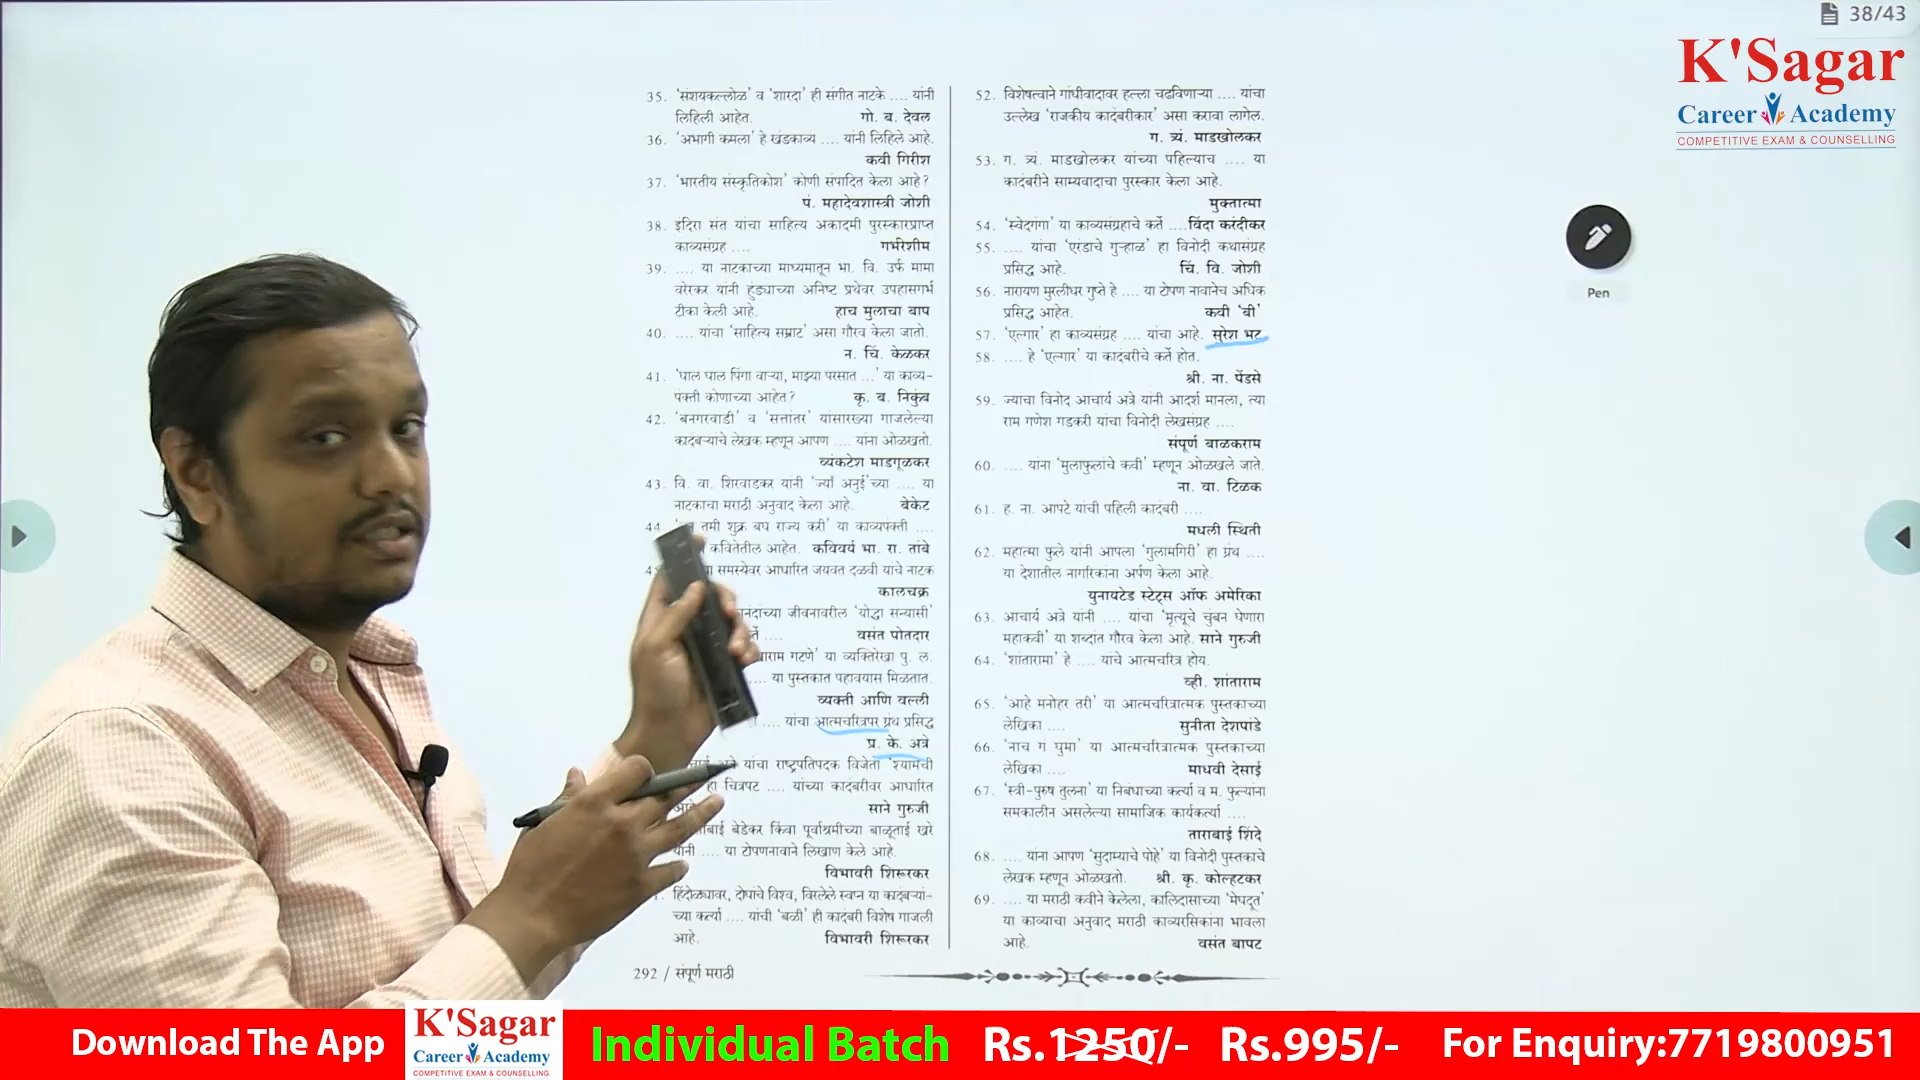 38/43
K'Sagar
Career Academy
COMPETITIVE EXAM & COUNSELLING
Pen
35. 'संशयकल्लोळ' व 'शारदा' ही संगीत नाटके .... यांनी
लिहिली आहेत. गो. ब. देवल
36. 'अभागी कमला' हे खंडकाव्य .... यांनी लिहिले आहे.
कवी गिरीश
37. 'भारतीय संस्कृतिकोश' कोणी संपादित केला आहे?
पं. महादेवशास्त्री जोशी
38. इंदिरा संत यांचा साहित्य अकादमी पुरस्कारप्राप्त
काव्यसंग्रह .... गर्भरेशीम
39. .... या नाटकाच्या माध्यमातून भा. वि. उर्फ मामा
वरेरकर यांनी हुंड्याच्या अनिष्ट प्रथेवर उपहासगर्भ
टीका केली आहे. हाच मुलाचा बाप
40. .... यांचा 'साहित्य सम्राट' असा गौरव केला जातो.
न. चिं. केळकर
41. 'घाल घाल पिंगा वाऱ्या, माझ्या परसात ...' या काव्य-
पंक्ती कोणाच्या आहेत? कृ. ब. निकुंब
42. 'बनगरवाडी' व 'सत्तांतर' यांसारख्या गाजलेल्या
कादंबऱ्यांचे लेखक म्हणून आपण .... यांना ओळखतो.
व्यंकटेश माडगूळकर
43. वि. वा. शिरवाडकर यांनी 'ज्याँ अनुई'च्या .... या
नाटकाचा मराठी अनुवाद केला आहे. बेकेट
44. तमी शुक्र बघ राज्य करी' या काव्यपंक्ती ....
कवितेतील आहेत. कविवर्य भा. रा. तांबे
समस्येवर आधारित जयवंत दळवी यांचे नाटक
कालचक्र
जीवनावरील 'योद्धा सन्यासी'
.... वसंत पोतदार
गटणे' या व्यक्तिरेखा पु. ल.
.... या पुस्तकात पहावयास मिळतात.
व्यक्ती आणि वल्ली
.... यांचा आत्मचरित्रपर ग्रंथ प्रसिद्ध
प्र. के. अत्रे
यांचा राष्ट्रपतिपदक विजेता 'श्यामची
हा चित्रपट .... यांच्या कादंबरीवर आधारित
साने गुरुजी
बेडेकर किंवा पूर्वाश्रमीच्या बाळूताई खरे
यांनी .... या टोपणनावाने लिखाण केले आहे.
विभावरी शिरूरकर
हिंदोळ्यावर, दोघांचे विश्व, विरलेले स्वप्न या कादंबऱ्यां-
च्या कर्त्या .... यांची 'बळी' ही कादंबरी विशेष गाजली
आहे. विभावरी शिरूरकर
292 / संपूर्ण मराठी
52. विशेषत्वाने गांधीवादावर हल्ला चढविणाऱ्या .... यांचा
उल्लेख 'राजकीय कादंबरीकार' असा करावा लागेल.
ग. त्र्यं. माडखोलकर
53. ग. त्र्यं. माडखोलकर यांच्या पहिल्याच .... या
कादंबरीने साम्यवादाचा पुरस्कार केला आहे.
मुक्तात्मा
54. 'स्वेदगंगा' या काव्यसंग्रहाचे कर्ते ....विंदा करंदीकर
55. .... यांचा 'एरंडाचे गुऱ्हाळ' हा विनोदी कथासंग्रह
प्रसिद्ध आहे. चिं. वि. जोशी
56. नारायण मुरलीधर गुप्ते हे .... या टोपण नावानेच अधिक
प्रसिद्ध आहेत. कवी 'बी'
57. 'एल्गार' हा काव्यसंग्रह .... यांचा आहे. सुरेश भट
58. .... हे 'एल्गार' या कादंबरीचे कर्ते होत.
श्री. ना. पेंडसे
59. ज्याचा विनोद आचार्य अत्रे यांनी आदर्श मानला, त्या
राम गणेश गडकरी यांचा विनोदी लेखसंग्रह ....
संपूर्ण बाळकराम
60. .... यांना 'मुलाफुलांचे कवी' म्हणून ओळखले जाते.
ना. वा. टिळक
61. ह. ना. आपटे यांची पहिली कादंबरी ....
मधली स्थिती
62. महात्मा फुले यांनी आपला 'गुलामगिरी' हा ग्रंथ ....
या देशातील नागरिकांना अर्पण केला आहे.
युनायटेड स्टेट्स ऑफ अमेरिका
63. आचार्य अत्रे यांनी .... यांचा 'मृत्यूचे चुंबन घेणारा
महाकवी' या शब्दांत गौरव केला आहे. साने गुरुजी
64. 'शांतारामा' हे .... यांचे आत्मचरित्र होय.
व्ही. शांताराम
65. 'आहे मनोहर तरी' या आत्मचरित्रात्मक पुस्तकाच्या
लेखिका .... सुनीता देशपांडे
66. 'नाच गं घुमा' या आत्मचरित्रात्मक पुस्तकाच्या
लेखिका .... माधवी देसाई
67. 'स्त्री-पुरुष तुलना' या निबंधाच्या कर्त्या व म. फुल्यांना
समकालीन असलेल्या सामाजिक कार्यकर्त्या ....
ताराबाई शिंदे
68. .... यांना आपण 'सुदाम्याचे पोहे' या विनोदी पुस्तकाचे
लेखक म्हणून ओळखतो. श्री. कृ. कोल्हटकर
69. .... या मराठी कवीने केलेला, कालिदासाच्या 'मेघदूत'
या काव्याचा अनुवाद मराठी काव्यरसिकांना भावला
आहे. वसंत बापट
Download The App
K'Sagar
Career Academy
COMPETITIVE EXAM & COUNSELLING
Individual Batch
Rs.1250/- Rs.995/-
For Enquiry:7719800951